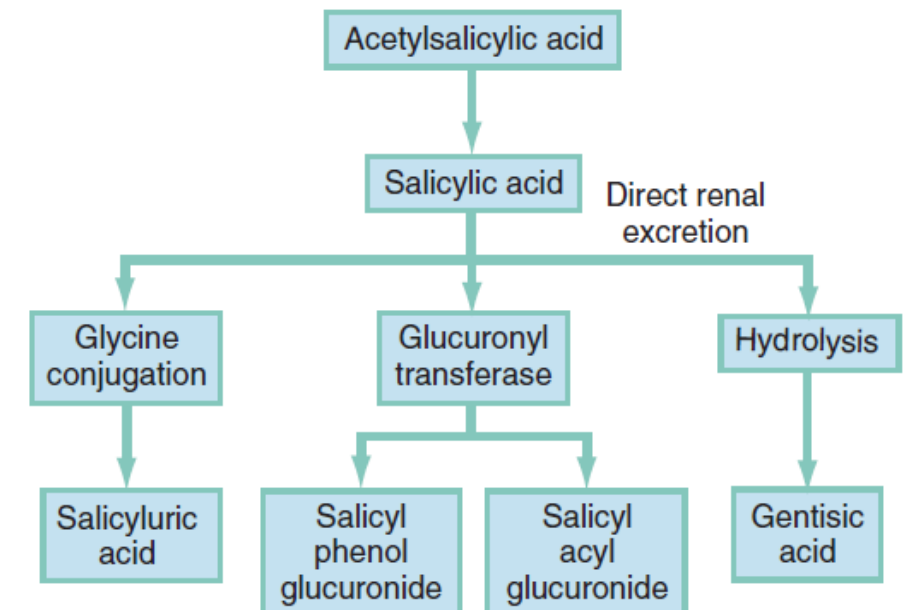 Acetylsalicylic acid
Salicylic acid
Direct renal
excretion
Glycine
conjugation
Glucuronyl
transferase
Hydrolysis
Salicyluric
acid
Salicyl
phenol
glucuronide
Salicyl
acyl
glucuronide
Gentisic
acid